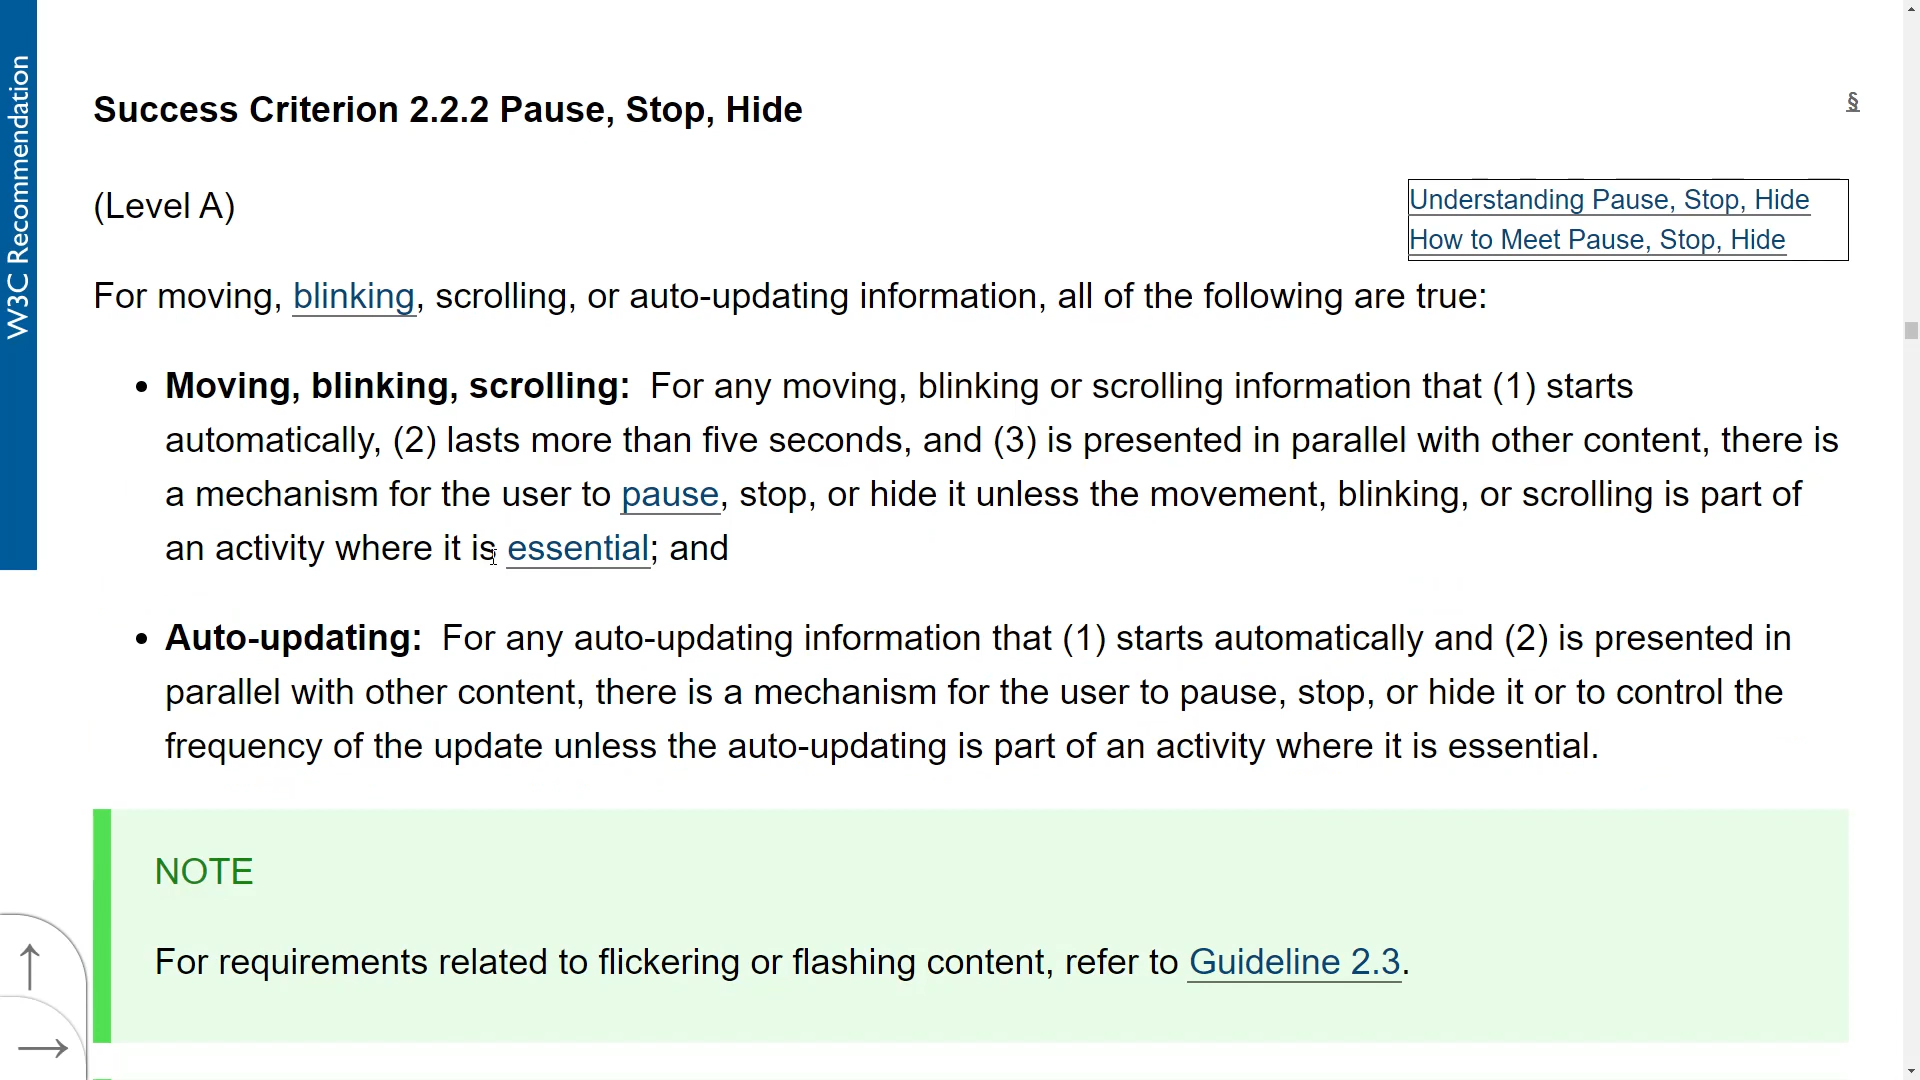 W3C Recommendation
Success Criterion 2.2.2 Pause, Stop, Hide
§
(Level A)
Understanding Pause, Stop, Hide
How to Meet Pause, Stop, Hide
For moving, blinking, scrolling, or auto-updating information, all of the following are true:
• Moving, blinking, scrolling: For any moving, blinking or scrolling information that (1) starts
automatically, (2) lasts more than five seconds, and (3) is presented in parallel with other content, there is
a mechanism for the user to pause, stop, or hide it unless the movement, blinking, or scrolling is part of
an activity where it is essential; and
• Auto-updating: For any auto-updating information that (1) starts automatically and (2) is presented in
parallel with other content, there is a mechanism for the user to pause, stop, or hide it or to control the
frequency of the update unless the auto-updating is part of an activity where it is essential.
NOTE
For requirements related to flickering or flashing content, refer to Guideline 2.3.
↑
→